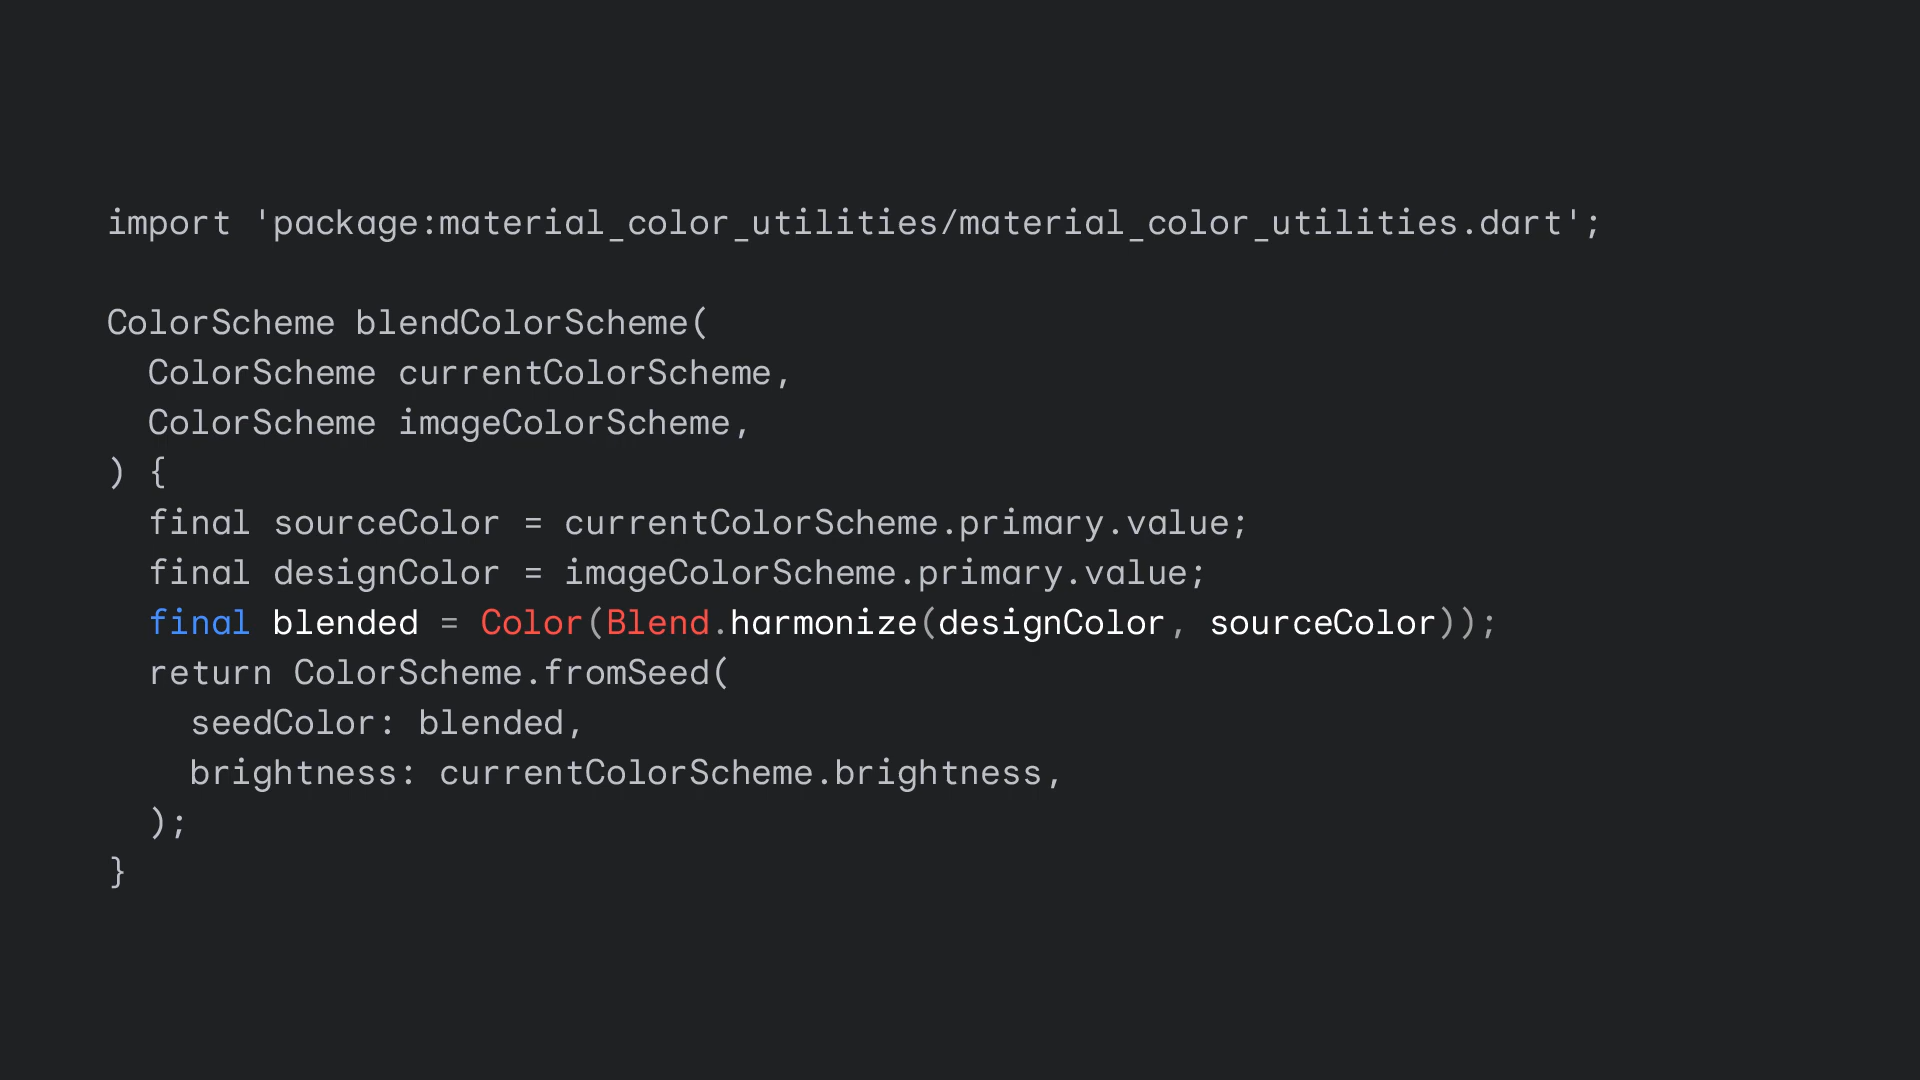 import 'package:material_color_utilities/material_color_utilities.dart';

ColorScheme blendColorScheme(
  ColorScheme currentColorScheme,
  ColorScheme imageColorScheme,
) {
  final sourceColor = currentColorScheme.primary.value;
  final designColor = imageColorScheme.primary.value;
  final blended = Color(Blend.harmonize(designColor, sourceColor));
  return ColorScheme.fromSeed(
    seedColor: blended,
    brightness: currentColorScheme.brightness,
  );
}